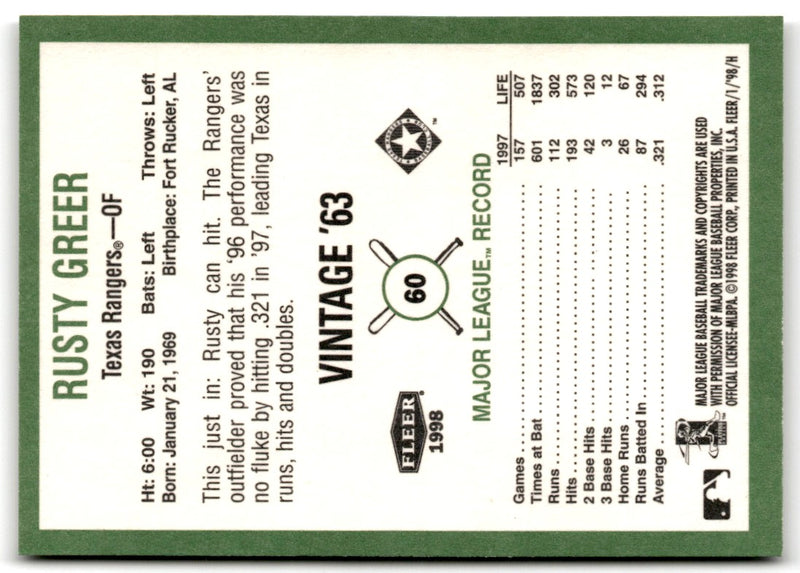 RUSTY GREER
Texas Rangers®—OF
Ht: 6:00 Wt: 190 Bats: Left Throws: Left
Born: January 21, 1969 Birthplace: Fort Rucker, AL
This just in: Rusty can hit. The Rangers'
outfielder proved that his '96 performance was
no fluke by hitting .321 in '97, leading Texas in
runs, hits and doubles.
VINTAGE '63
FLEER
1998
60
MAJOR LEAGUE™ RECORD
1997 LIFE
Games 157 507
Times at Bat 601 1837
Runs 112 302
Hits 193 573
2 Base Hits 42 120
3 Base Hits 3 12
Home Runs 26 67
Runs Batted In 87 294
Average .321 .312
MAJOR LEAGUE BASEBALL TRADEMARKS AND COPYRIGHTS ARE USED
WITH PERMISSION OF MAJOR LEAGUE BASEBALL PROPERTIES, INC.
OFFICIAL LICENSEE-MLBPA. ©1998 FLEER CORP., PRINTED IN U.S.A. FLEER/1/'98/H